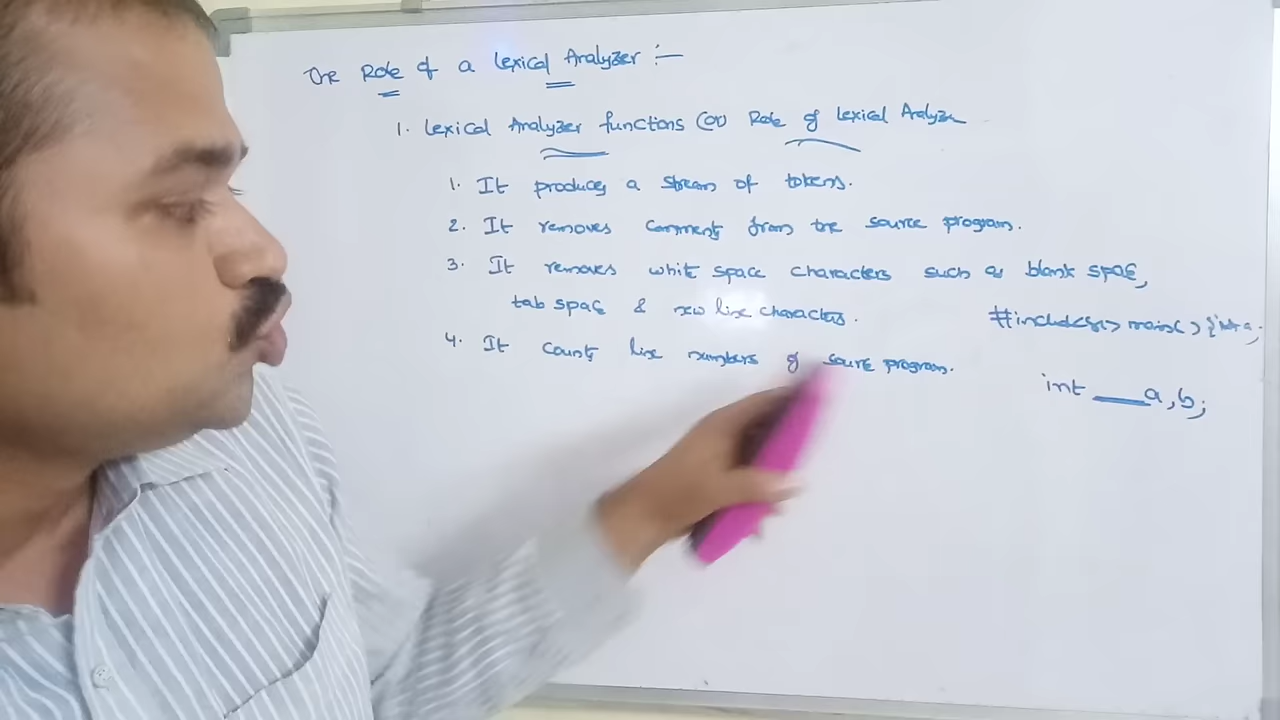 The Role of a Lexical Analyzer :-
1. Lexical Analyzer functions (or) Role of Lexical Analyzer
1. It produces a stream of tokens.
2. It removes comments from the source program.
3. It removes white space characters such as blank space,
tab space & new line characters.
#include<> main() {int a;
4. It counts line numbers of source program.
int __a,b;